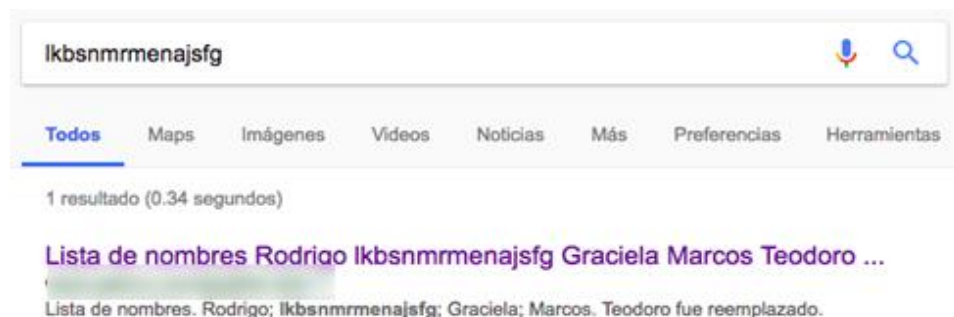 lkbsnmrmenajsfg
Todos Maps Imágenes Videos Noticias Más Preferencias Herramientas
1 resultado (0.34 segundos)
Lista de nombres Rodrigo lkbsnmrmenajsfg Graciela Marcos Teodoro ...
Lista de nombres. Rodrigo; lkbsnmrmenajsfg; Graciela; Marcos. Teodoro fue reemplazado.